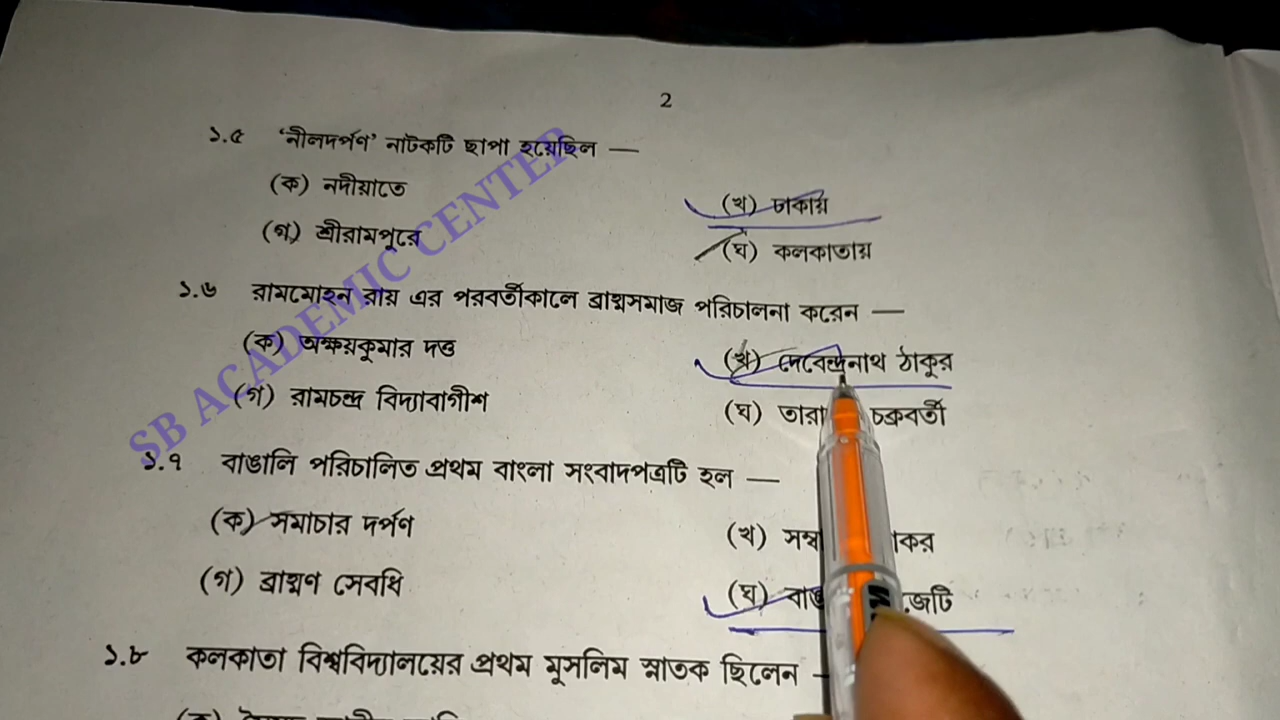 2
১.৫ ‘নীলদর্পণ’ নাটকটি ছাপা হয়েছিল —
(ক) নদীয়াতে (খ) ঢাকায়
(গ) শ্রীরামপুরে (ঘ) কলকাতায়
১.৬ রামমোহন রায় এর পরবর্তীকালে ব্রাহ্মসমাজ পরিচালনা করেন —
(ক) অক্ষয়কুমার দত্ত (খ) দেবেন্দ্রনাথ ঠাকুর
(গ) রামচন্দ্র বিদ্যাবাগীশ (ঘ) চক্রবর্তী
১.৭ বাঙালি পরিচালিত প্রথম বাংলা সংবাদপত্রটি হল —
(ক) সমাচার দর্পণ (খ)
(গ) ব্রাহ্মণ সেবধি (ঘ)
১.৮ কলকাতা বিশ্ববিদ্যালয়ের প্রথম মুসলিম স্নাতক ছিলেন —
SB ACADEMIC CENTER